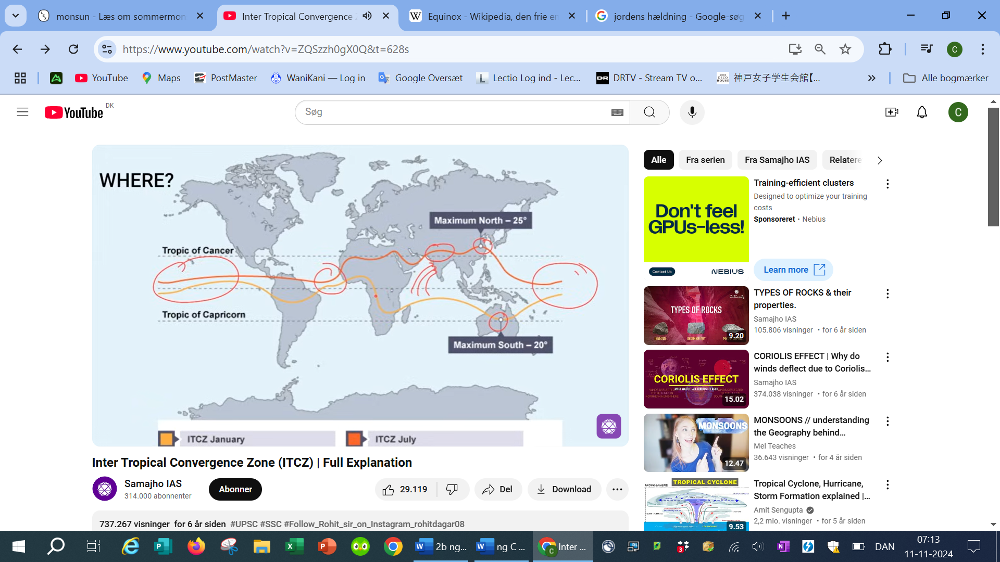 monsun - Læs om sommermon
Inter Tropical Convergence
Equinox - Wikipedia, den frie en
jordens hældning - Google-søg
https://www.youtube.com/watch?v=ZQSzzh0gX0Q&t=628s
C
YouTube
Maps
PostMaster
WaniKani — Log in
Google Oversæt
Lectio Log ind - Lec...
DRTV - Stream TV o...
神戸女子学生会館【...
Alle bogmærker
YouTube DK
Søg
C
WHERE?
Maximum North – 25°
Tropic of Cancer
Tropic of Capricorn
Maximum South – 20°
ITCZ January
ITCZ July
Inter Tropical Convergence Zone (ITCZ) | Full Explanation
Samajho IAS
314.000 abonnenter
Abonner
29.119
Del
Download
737.267 visninger for 6 år siden #UPSC #SSC #Follow_Rohit_sir_on_Instagram_rohitdagar08
Alle
Fra serien
Fra Samajho IAS
Relatere
Don't feel
GPUs-less!
Contact Us
NEBIUS
Training-efficient clusters
Designed to optimize your training
costs
Sponsoreret · Nebius
Learn more
TYPES OF ROCKS
IGNEOUS
SEDIMENTARY
9.20
TYPES OF ROCKS & their
properties.
Samajho IAS
105.806 visninger • for 6 år siden
CORIOLIS EFFECT
MUST WATCH | ALL DOUBTS CLEARED
15.02
CORIOLIS EFFECT | Why do
winds deflect due to Coriolis...
Samajho IAS
374.038 visninger • for 6 år siden
MONSOONS
12.47
MONSOONS // understanding
the Geography behind...
Mel Teaches
36.643 visninger • for 4 år siden
TROPICAL CYCLONE
TROPOSPHERE
9.53
Tropical Cyclone, Hurricane,
Storm Formation explained |...
Amit Sengupta
2,2 mio. visninger • for 5 år siden
2b ng...
ng C ...
Inter ...
DAN
07:13
11-11-2024